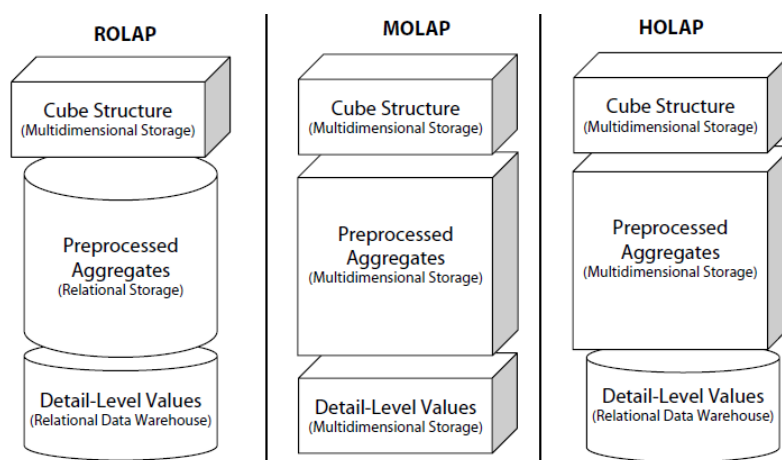 ROLAP
Cube Structure
(Multidimensional Storage)
Preprocessed
Aggregates
(Relational Storage)
Detail-Level Values
(Relational Data Warehouse)
MOLAP
Cube Structure
(Multidimensional Storage)
Preprocessed
Aggregates
(Multidimensional Storage)
Detail-Level Values
(Multidimensional Storage)
HOLAP
Cube Structure
(Multidimensional Storage)
Preprocessed
Aggregates
(Multidimensional Storage)
Detail-Level Values
(Relational Data Warehouse)